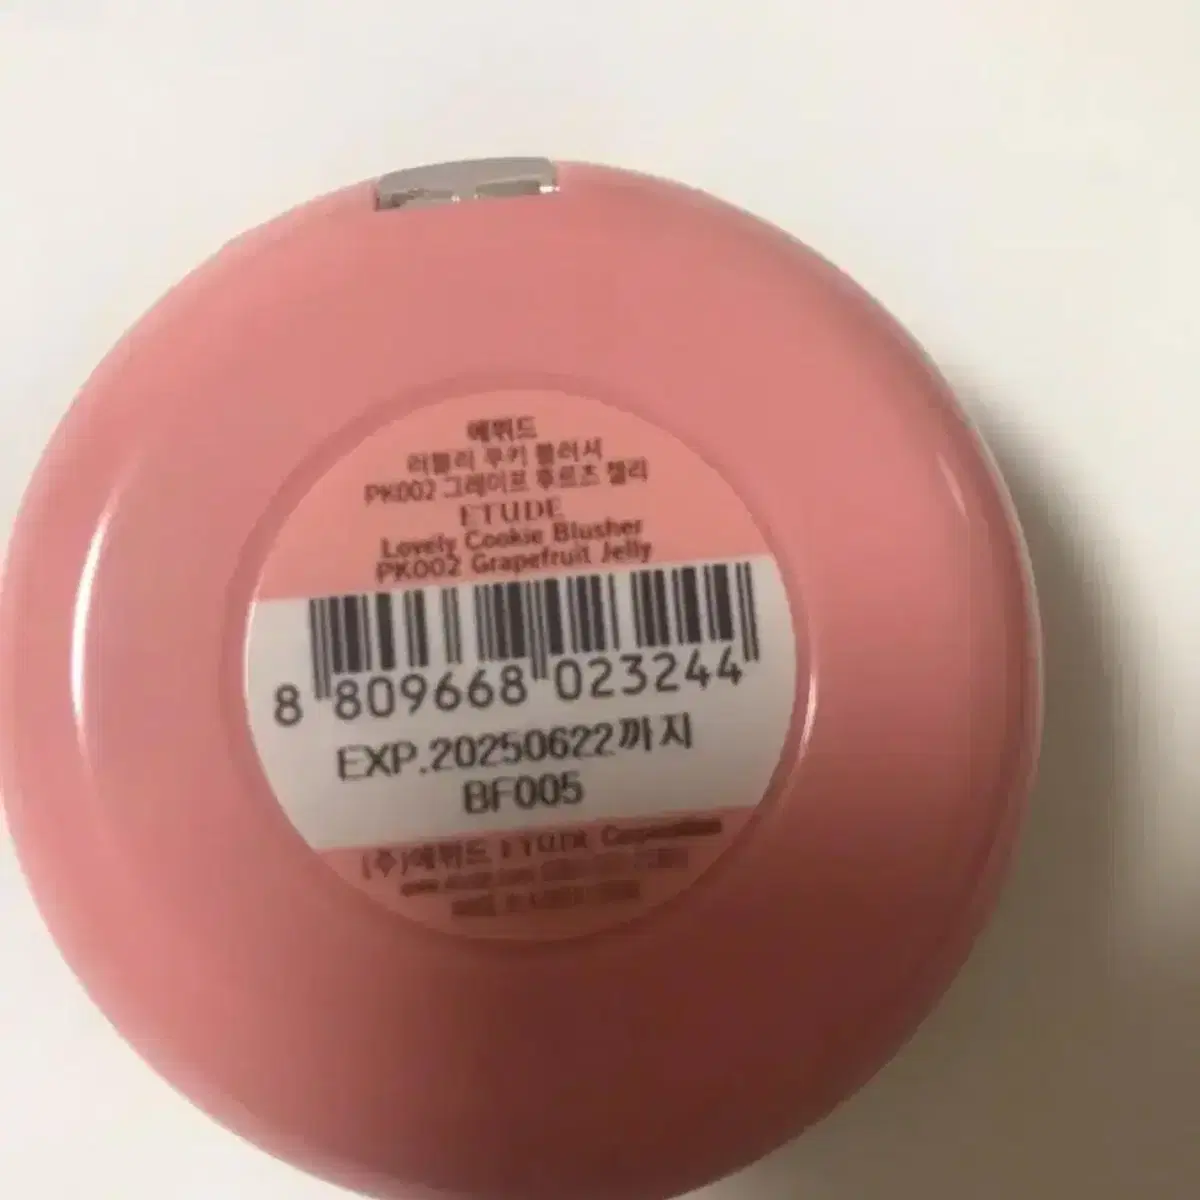 에뛰드
러블리 쿠키 블러셔
PK002 그레이프 후르츠 젤리
ETUDE
Lovely Cookie Blusher
PK002 Grapefruit Jelly
8 809668 023244
EXP.20250622까지
BF005
(주)에뛰드 ETUDE Corporation